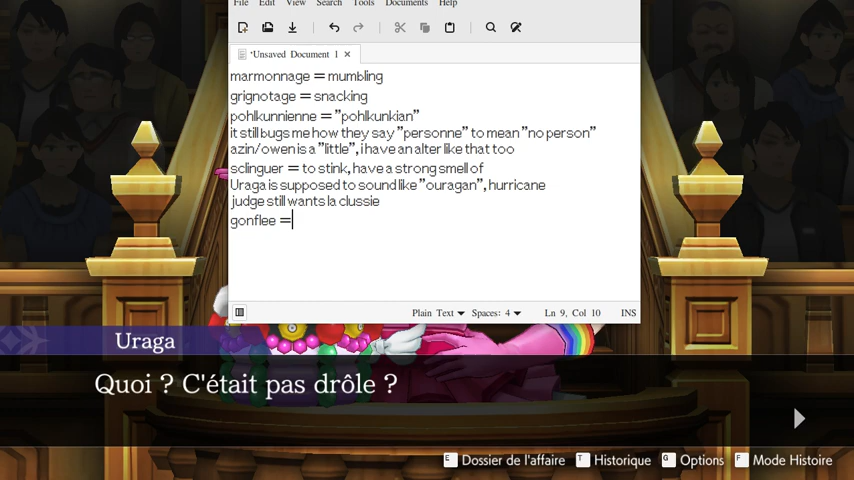 File Edit View Search Tools Documents Help
*Unsaved Document 1 ×
marmonnage = mumbling
grignotage = snacking
pohlkunnienne = "pohlkunkian"
it still bugs me how they say "personne" to mean "no person"
azin/owen is a "little", i have an alter like that too
sclinguer = to stink, have a strong smell of
Uraga is supposed to sound like "ouragan", hurricane
judge still wants la clussie
gonflee =
Plain Text Spaces: 4 Ln 9, Col 10 INS
Uraga
Quoi ? C'était pas drôle ?
E Dossier de l'affaire T Historique G Options F Mode Histoire